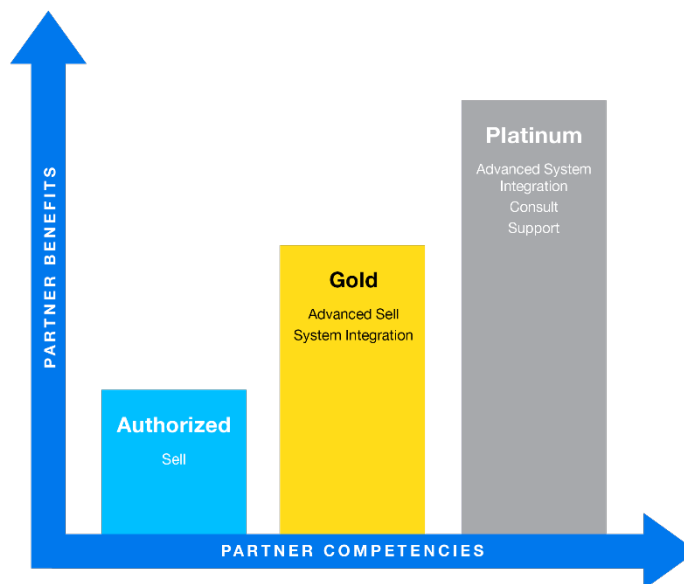 Platinum
Advanced System
Integration
Consult
Support
Gold
Advanced Sell
System Integration
Authorized
Sell
PARTNER BENEFITS
PARTNER COMPETENCIES